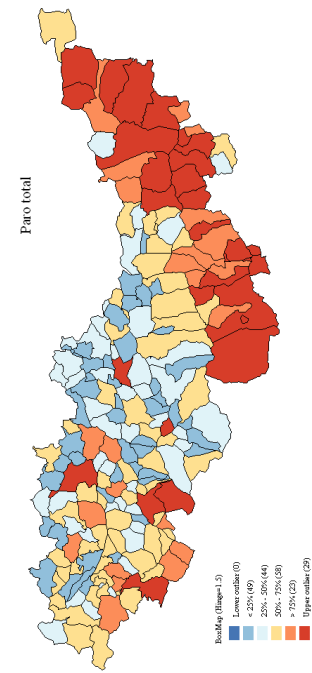 Paro total
BoxMap (Hinge=1.5)
Lower outlier (0)
< 25% (49)
25% - 50% (44)
50% - 75% (58)
> 75% (23)
Upper outlier (29)